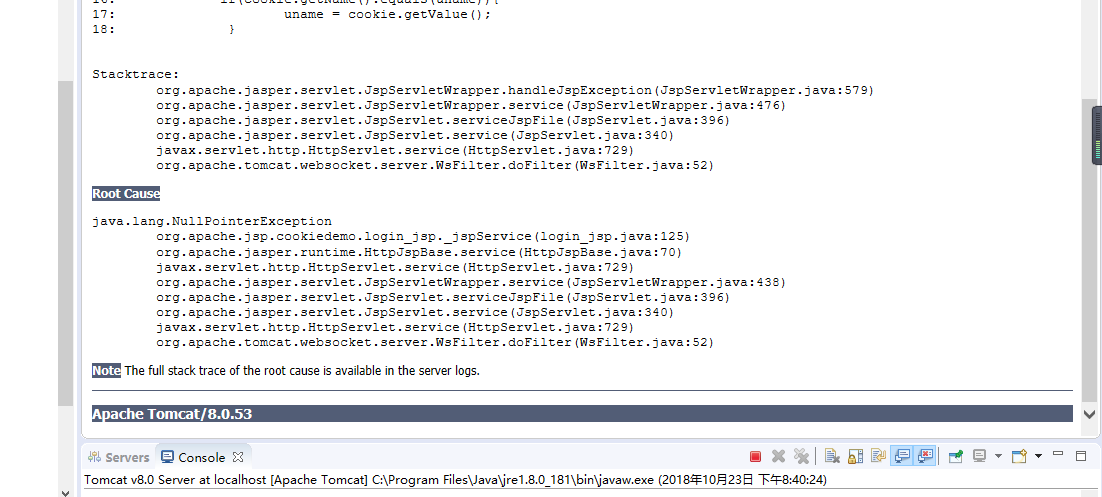 17:                     uname = cookie.getValue();
18:              }
Stacktrace:
org.apache.jasper.servlet.JspServletWrapper.handleJspException(JspServletWrapper.java:579)
org.apache.jasper.servlet.JspServletWrapper.service(JspServletWrapper.java:476)
org.apache.jasper.servlet.JspServlet.serviceJspFile(JspServlet.java:396)
org.apache.jasper.servlet.JspServlet.service(JspServlet.java:340)
javax.servlet.http.HttpServlet.service(HttpServlet.java:729)
org.apache.tomcat.websocket.server.WsFilter.doFilter(WsFilter.java:52)
Root Cause
java.lang.NullPointerException
org.apache.jsp.cookiedemo.login_jsp._jspService(login_jsp.java:125)
org.apache.jasper.runtime.HttpJspBase.service(HttpJspBase.java:70)
javax.servlet.http.HttpServlet.service(HttpServlet.java:729)
org.apache.jasper.servlet.JspServletWrapper.service(JspServletWrapper.java:438)
org.apache.jasper.servlet.JspServlet.serviceJspFile(JspServlet.java:396)
org.apache.jasper.servlet.JspServlet.service(JspServlet.java:340)
javax.servlet.http.HttpServlet.service(HttpServlet.java:729)
org.apache.tomcat.websocket.server.WsFilter.doFilter(WsFilter.java:52)
Note The full stack trace of the root cause is available in the server logs.
Apache Tomcat/8.0.53
Servers Console
Tomcat v8.0 Server at localhost [Apache Tomcat] C:\Program Files\Java\jre1.8.0_181\bin\javaw.exe (2018年10月23日 下午8:40:24)